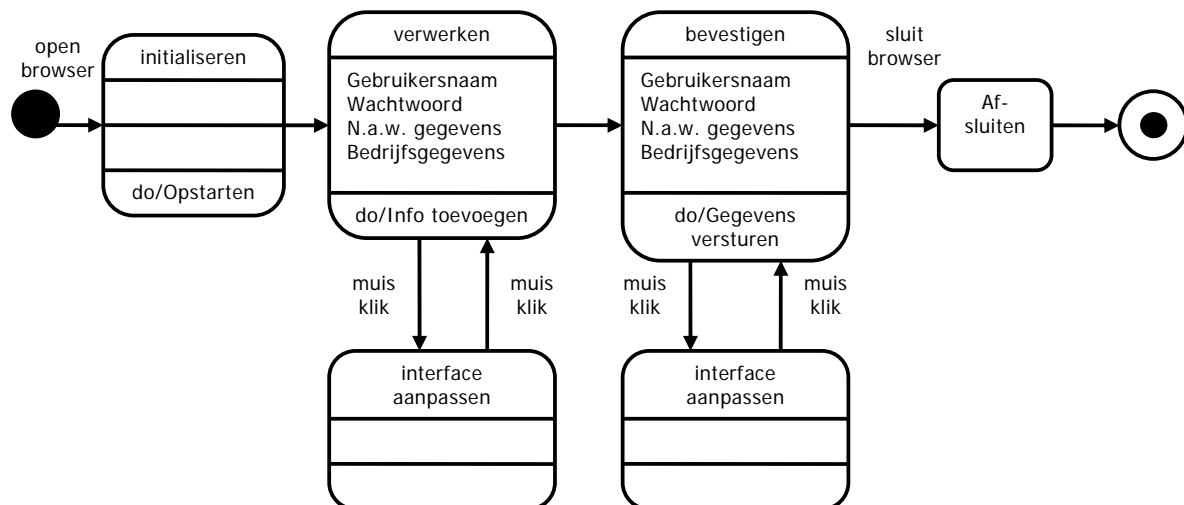 open
browser
initialiseren
do/Opstarten
verwerken
Gebruikersnaam
Wachtwoord
N.a.w. gegevens
Bedrijfsgegevens
do/Info toevoegen
muis
klik
muis
klik
interface
aanpassen
bevestigen
Gebruikersnaam
Wachtwoord
N.a.w. gegevens
Bedrijfsgegevens
do/Gegevens
versturen
muis
klik
muis
klik
interface
aanpassen
sluit
browser
Af-
sluiten